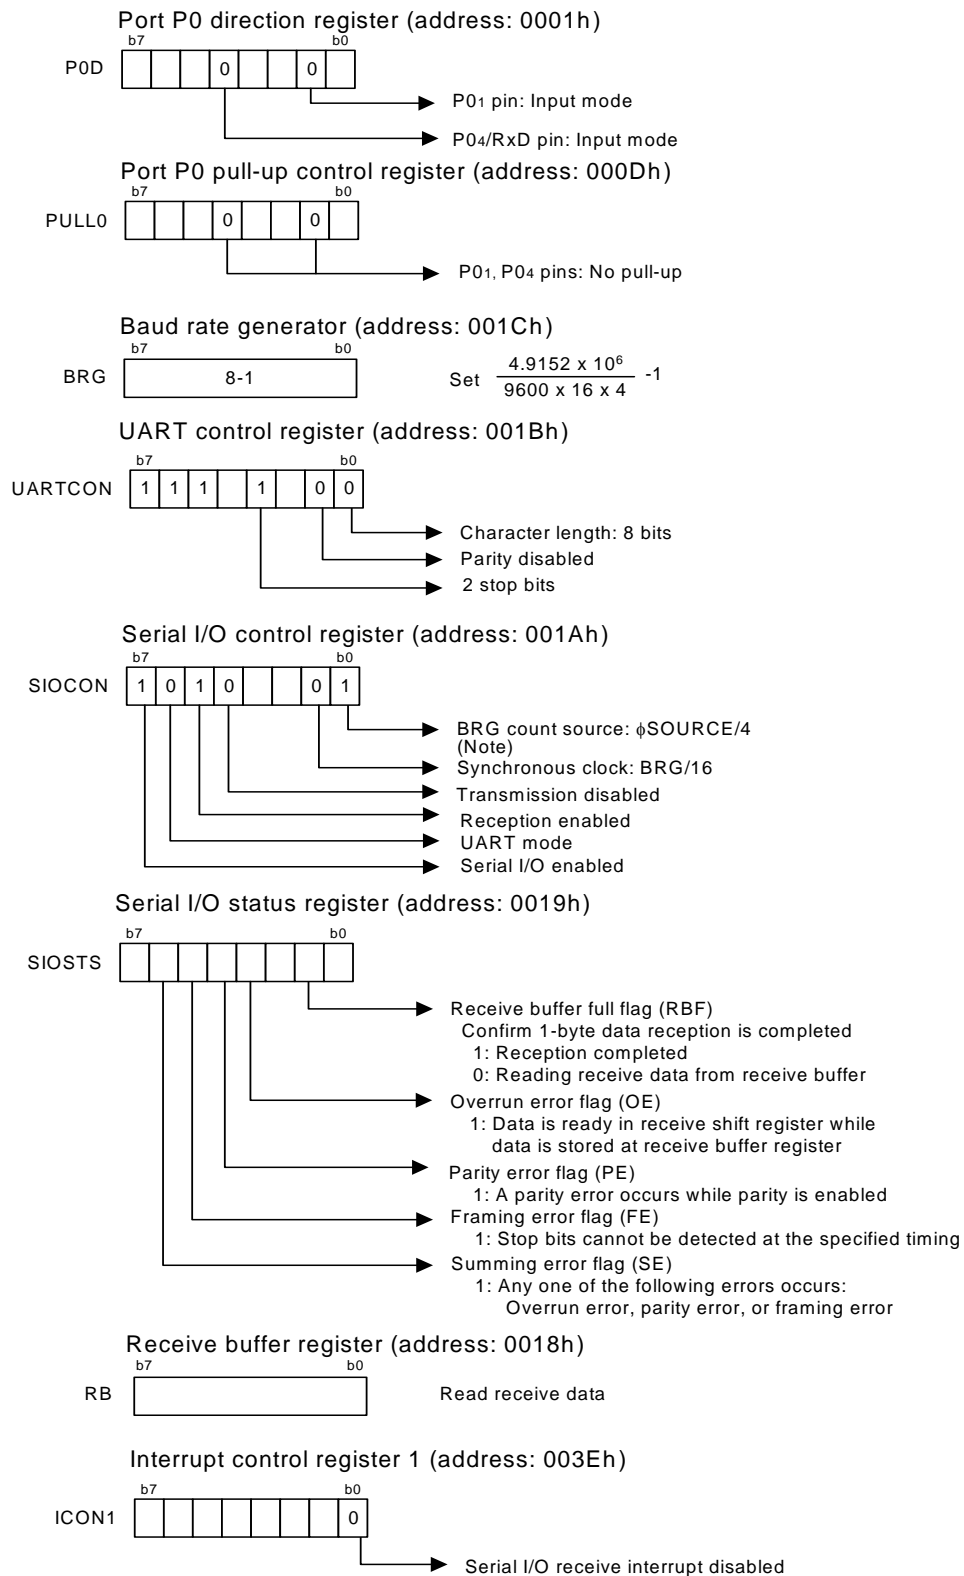 Port P0 direction register (address: 0001h)
b7 b0
P0D 0 0
P01 pin: Input mode
P04/RxD pin: Input mode
Port P0 pull-up control register (address: 000Dh)
b7 b0
PULL0 0 0
P01, P04 pins: No pull-up
Baud rate generator (address: 001Ch)
b7 b0
BRG 8-1 Set 4.9152 x 10⁶ / 9600 x 16 x 4 -1
UART control register (address: 001Bh)
b7 b0
UARTCON 1 1 1 1 0 0
Character length: 8 bits
Parity disabled
2 stop bits
Serial I/O control register (address: 001Ah)
b7 b0
SIOCON 1 0 1 0 0 1
BRG count source: ϕSOURCE/4
(Note)
Synchronous clock: BRG/16
Transmission disabled
Reception enabled
UART mode
Serial I/O enabled
Serial I/O status register (address: 0019h)
b7 b0
SIOSTS
Receive buffer full flag (RBF)
Confirm 1-byte data reception is completed
1: Reception completed
0: Reading receive data from receive buffer
Overrun error flag (OE)
1: Data is ready in receive shift register while
data is stored at receive buffer register
Parity error flag (PE)
1: A parity error occurs while parity is enabled
Framing error flag (FE)
1: Stop bits cannot be detected at the specified timing
Summing error flag (SE)
1: Any one of the following errors occurs:
Overrun error, parity error, or framing error
Receive buffer register (address: 0018h)
b7 b0
RB Read receive data
Interrupt control register 1 (address: 003Eh)
b7 b0
ICON1 0
Serial I/O receive interrupt disabled